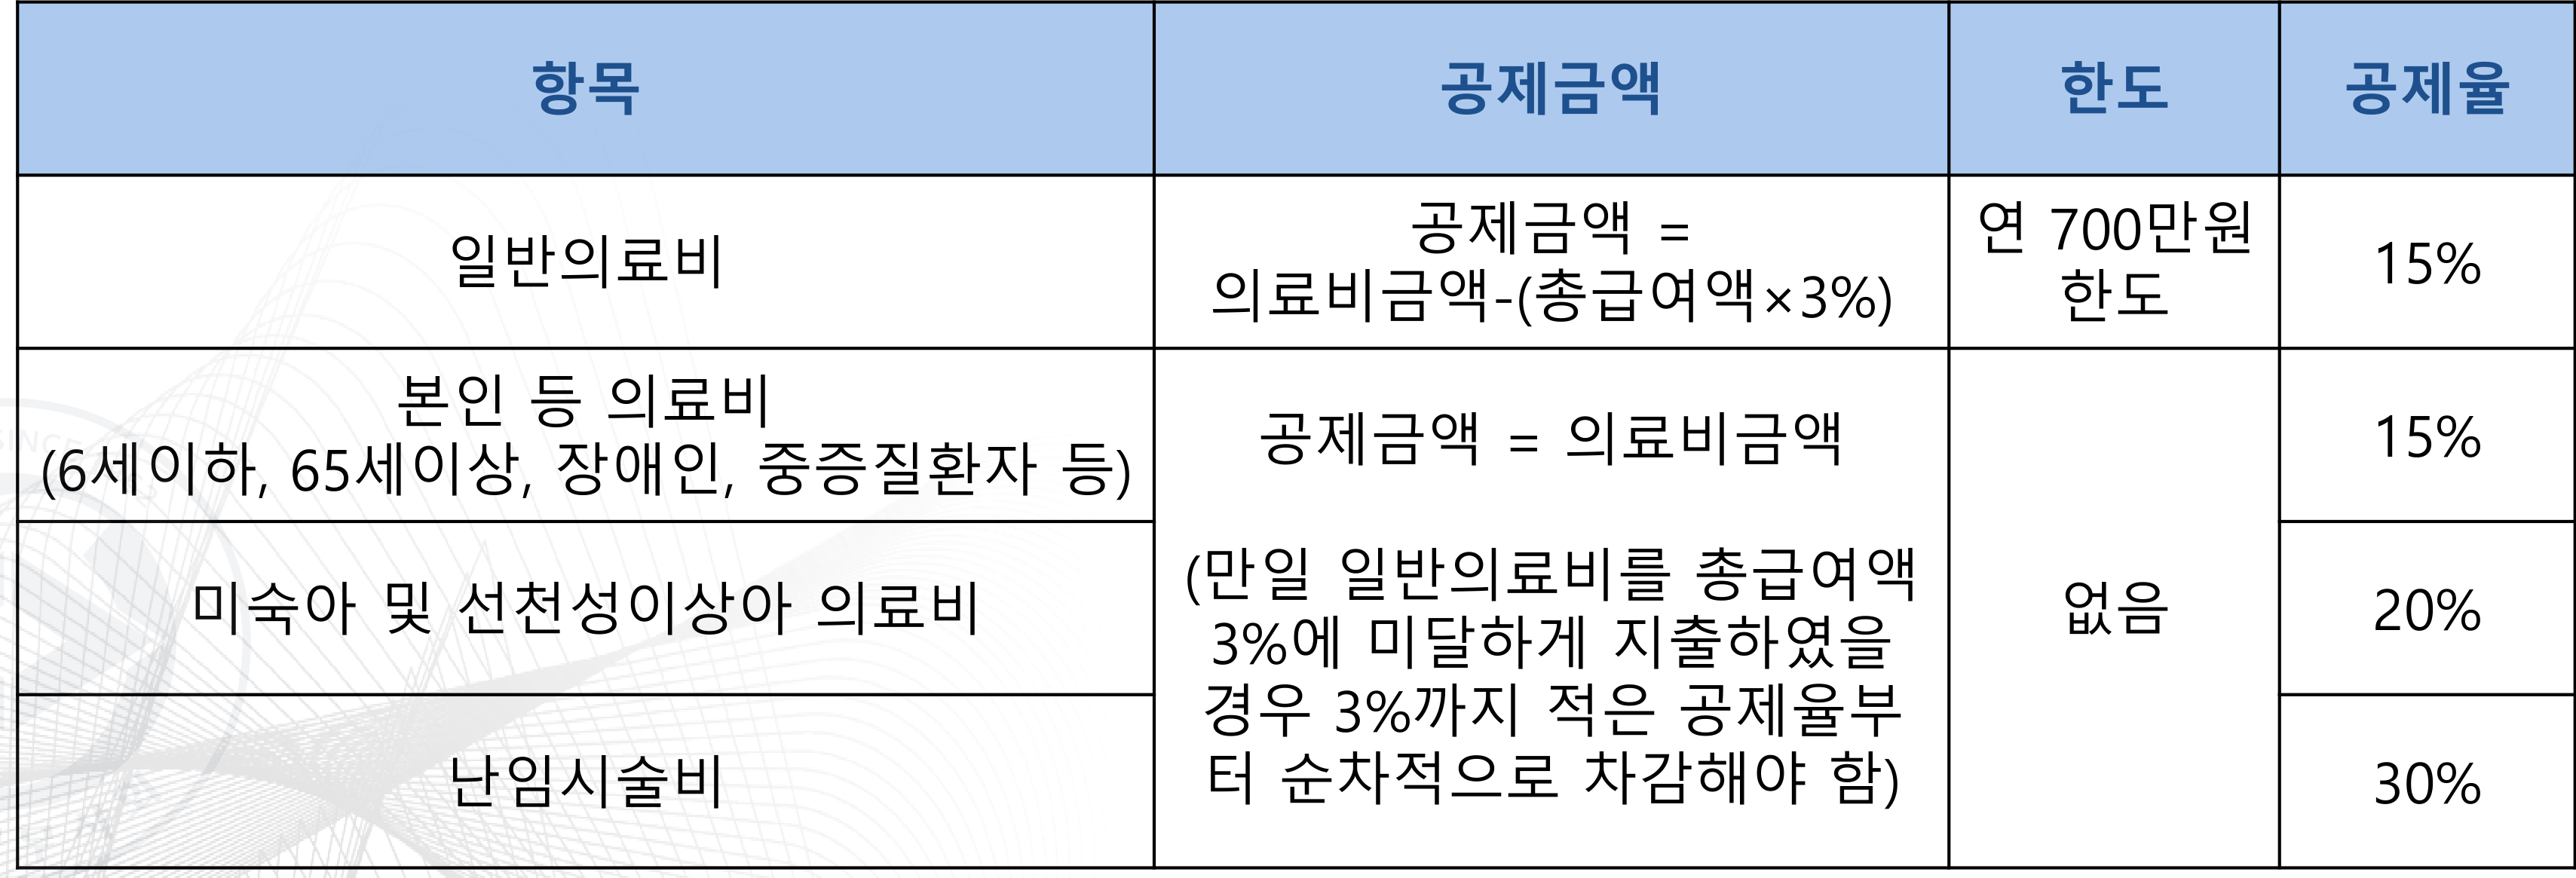 항목
공제금액
한도
공제율
일반의료비
공제금액 =
의료비금액-(총급여액×3%)
연 700만원
한도
15%
본인 등 의료비
(6세이하, 65세이상, 장애인, 중증질환자 등)
공제금액 = 의료비금액
(만일 일반의료비를 총급여액
3%에 미달하게 지출하였을
경우 3%까지 적은 공제율부
터 순차적으로 차감해야 함)
없음
15%
미숙아 및 선천성이상아 의료비
20%
난임시술비
30%
SINCE